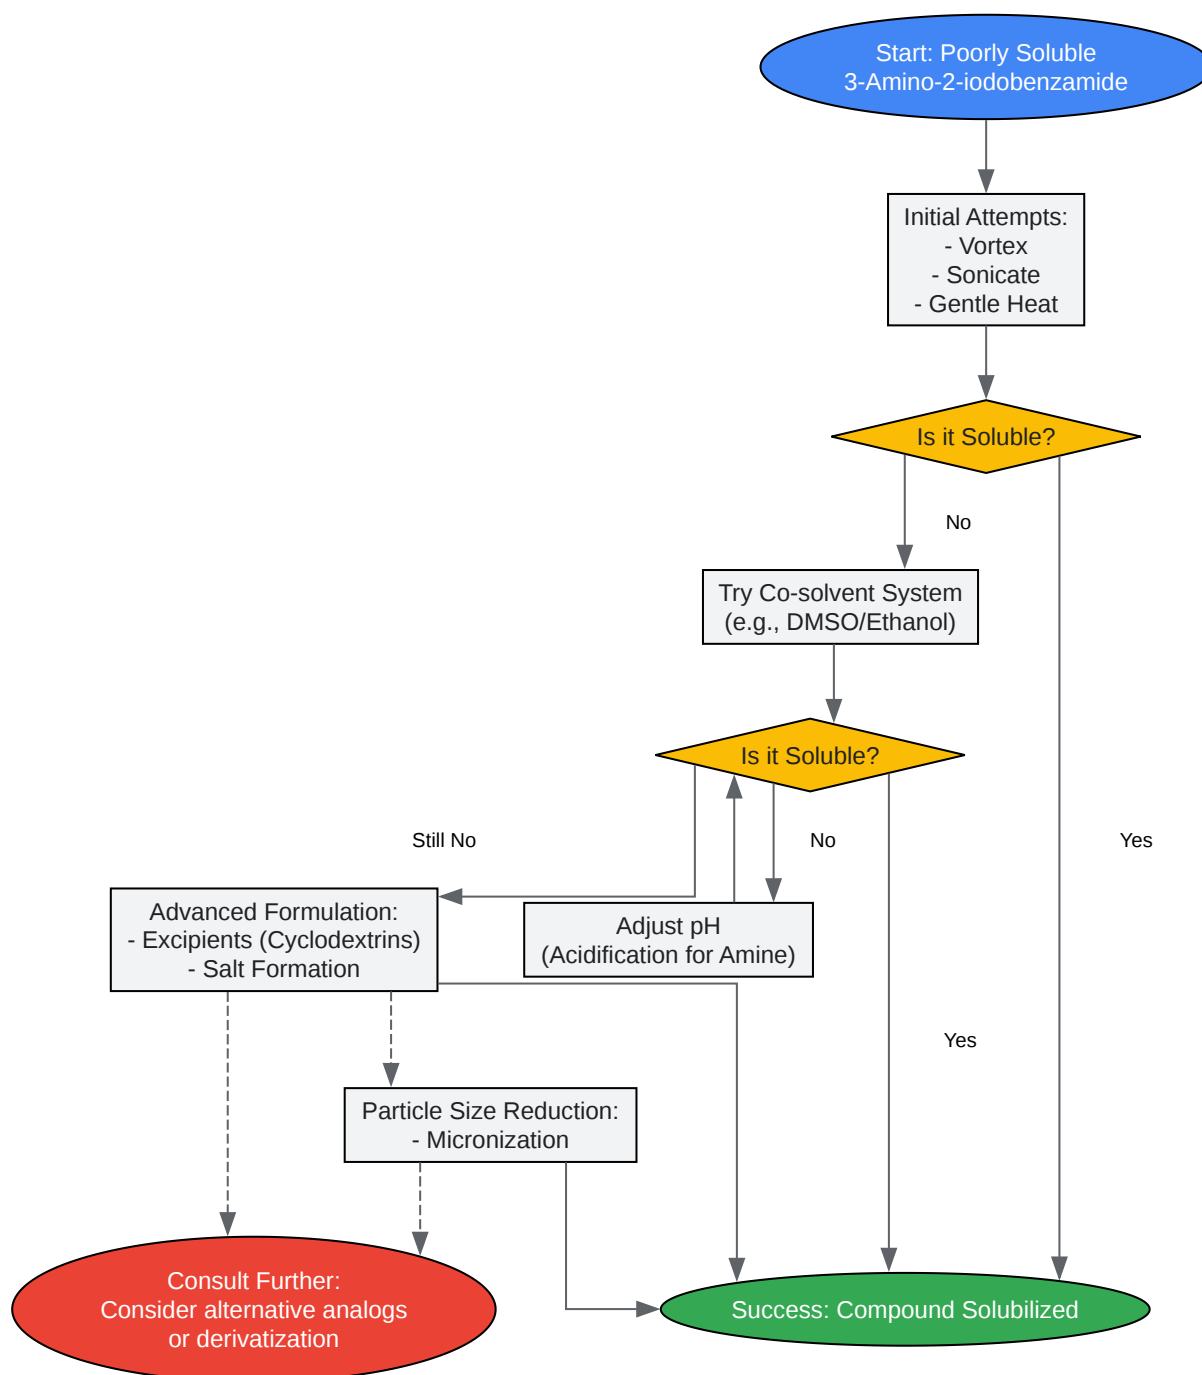 Start: Poorly Soluble
3-Amino-2-iodobenzamide
Initial Attempts:
- Vortex
- Sonicate
- Gentle Heat
Is it Soluble?
No
Try Co-solvent System
(e.g., DMSO/Ethanol)
Is it Soluble?
Still No
No
Yes
Advanced Formulation:
- Excipients (Cyclodextrins)
- Salt Formation
Adjust pH
(Acidification for Amine)
Yes
Particle Size Reduction:
- Micronization
Consult Further:
Consider alternative analogs
or derivatization
Success: Compound Solubilized